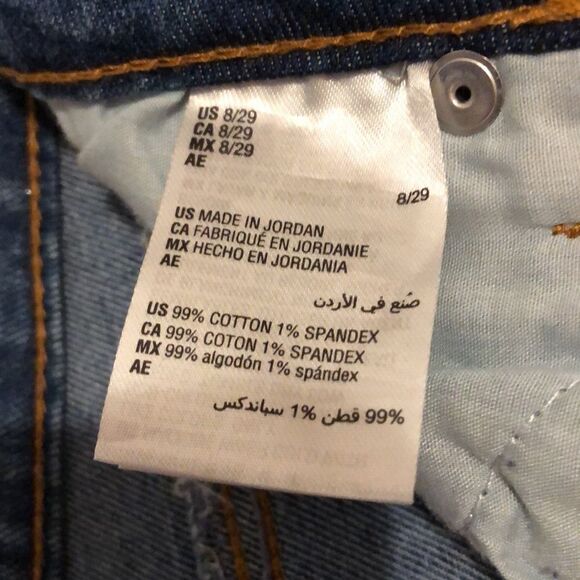 US 8/29
CA 8/29
MX 8/29
AE
8/29
US MADE IN JORDAN
CA FABRIQUÉ EN JORDANIE
MX HECHO EN JORDANIA
AE
صُنع في الأردن
US 99% COTTON 1% SPANDEX
CA 99% COTON 1% SPANDEX
MX 99% algodón 1% spándex
AE
99% قطن 1% سباندكس